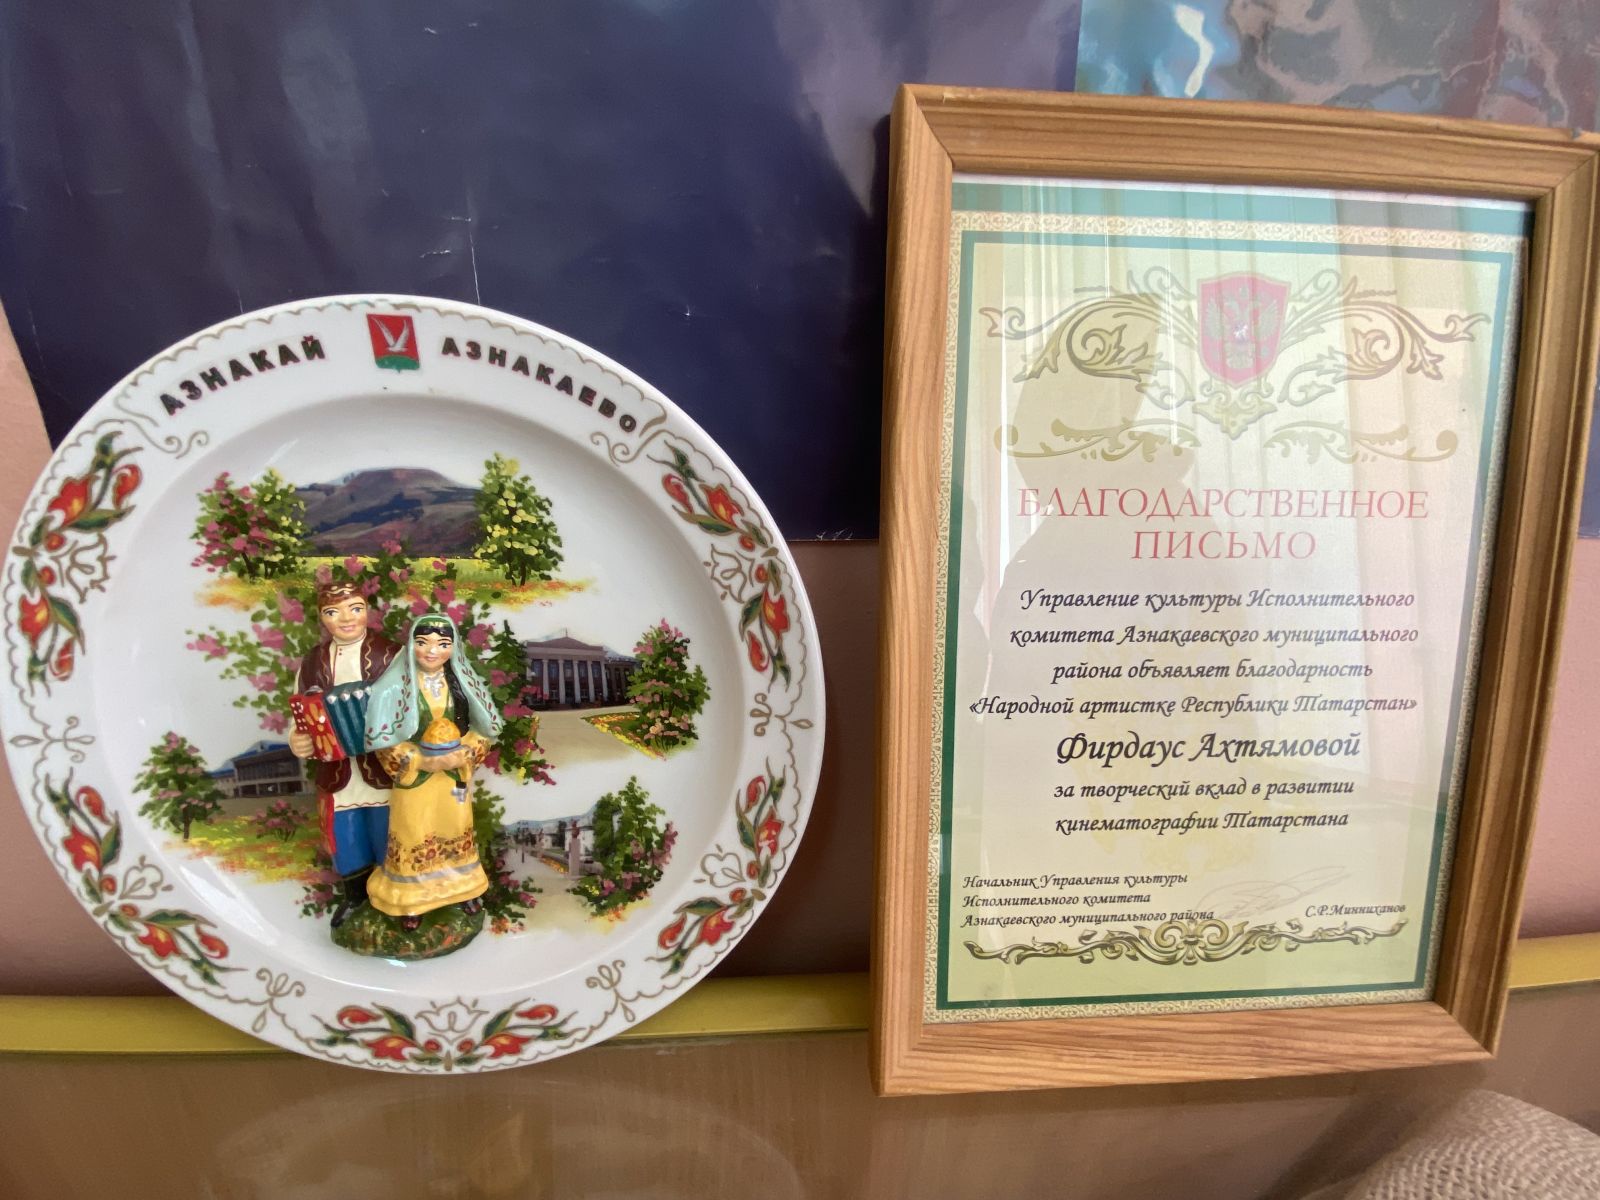 АЗНАКАЙ АЗНАКАЕВО
БЛАГОДАРСТВЕННОЕ
ПИСЬМО
Управление культуры Исполнительного
комитета Азнакаевского муниципального
района объявляет благодарность
«Народной артистке Республики Татарстан»
Фирдаус Ахтямовой
за творческий вклад в развитии
кинематографии Татарстана
Начальник Управления культуры
Исполнительного комитета
Азнакаевского муниципального района
С.Р.Минниханов